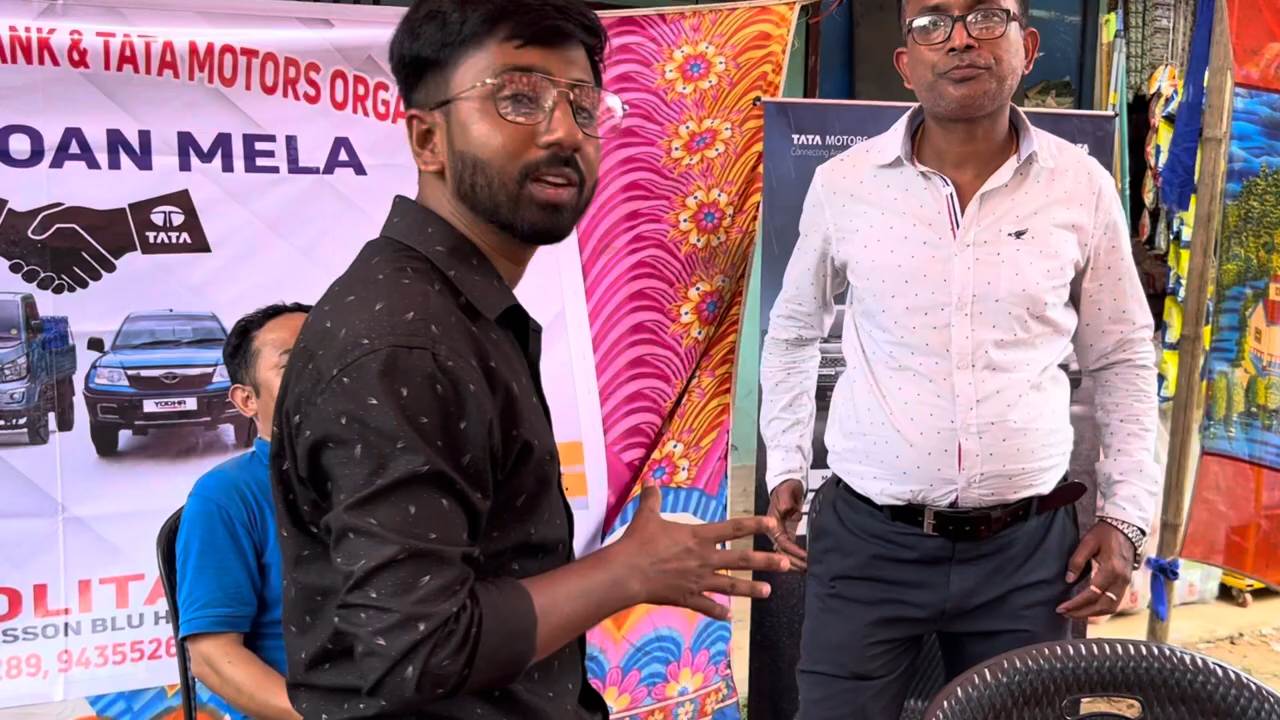 ANK & TATA MOTORS ORGA
OAN MELA
TATA
YODHA
OLITA
SSON BLU H
289, 9435526
TATA MOTORS